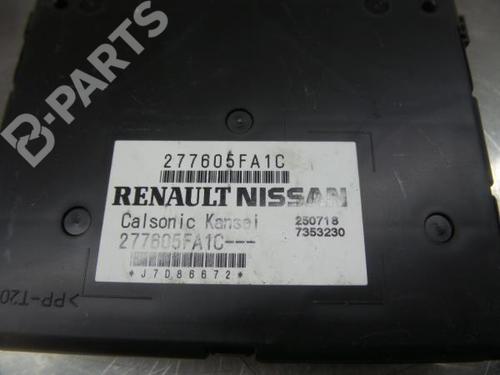 B-PARTS
277605FA1C
RENAULT NISSAN
Calsonic Kansei
250718
277605FA1C---
7353230
*J7D86672*
>PP-T20